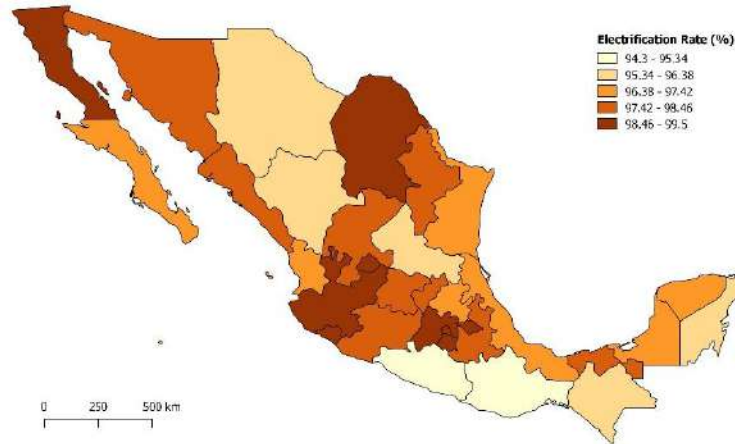 Electrification Rate (%)
94.3 - 95.34
95.34 - 96.38
96.38 - 97.42
97.42 - 98.46
98.46 - 99.5
0 250 500 km